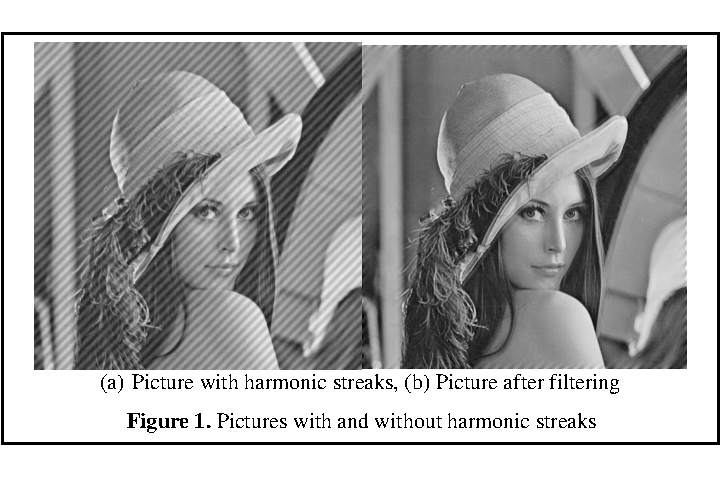 (a) Picture with harmonic streaks, (b) Picture after filtering
Figure 1. Pictures with and without harmonic streaks